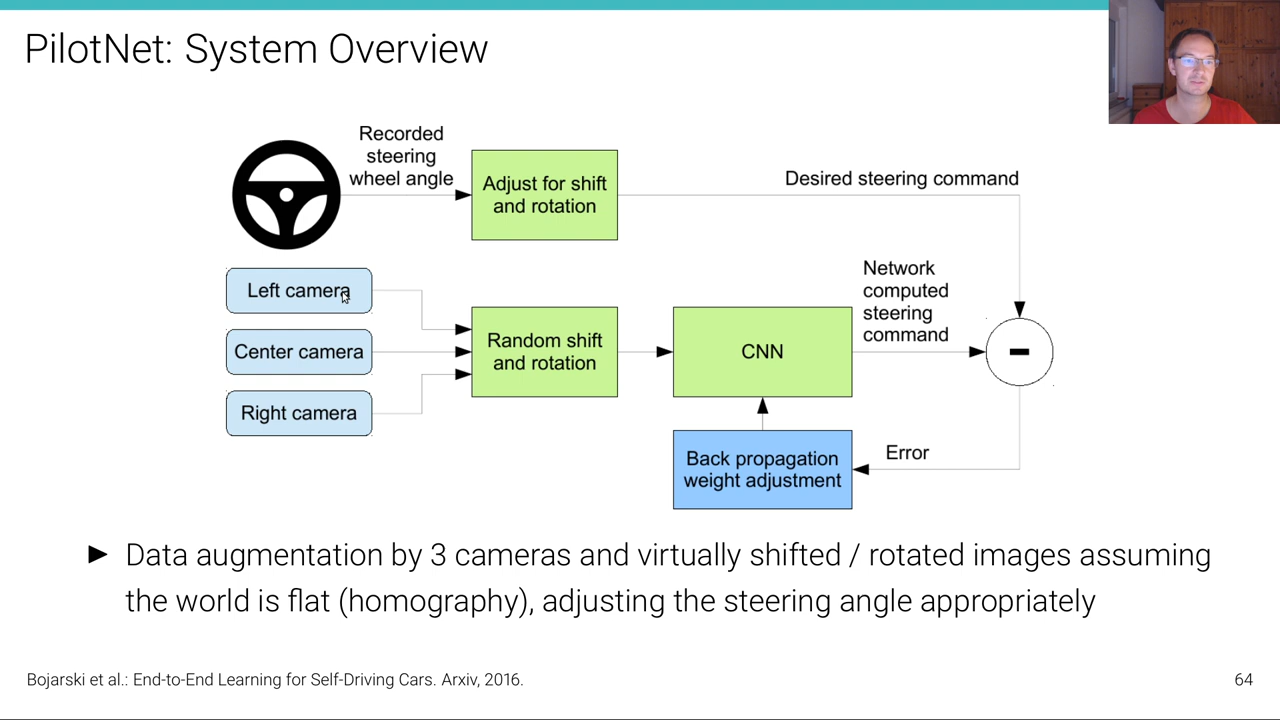 PilotNet: System Overview
Recorded
steering
wheel angle
Adjust for shift
and rotation
Desired steering command
Left camera
Center camera
Right camera
Random shift
and rotation
CNN
Network
computed
steering
command
Back propagation
weight adjustment
Error
Data augmentation by 3 cameras and virtually shifted / rotated images assuming
the world is flat (homography), adjusting the steering angle appropriately
Bojarski et al.: End-to-End Learning for Self-Driving Cars. Arxiv, 2016.
64